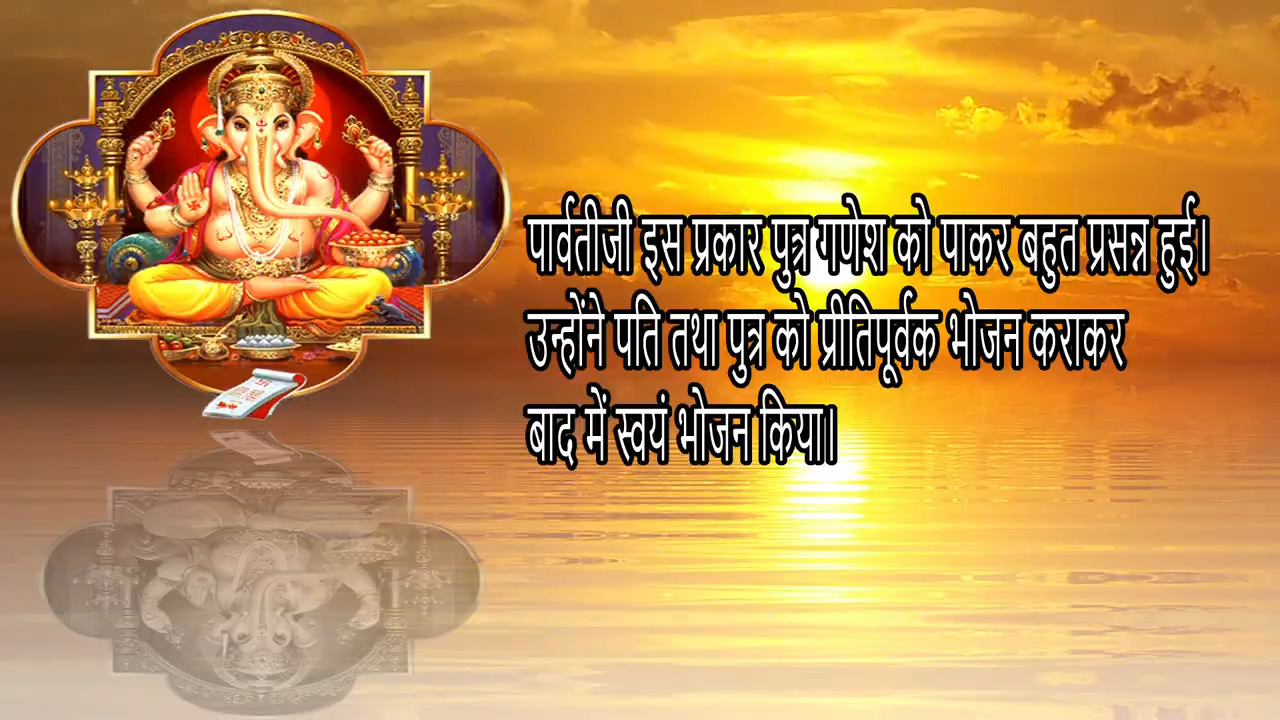 पार्वतीजी इस प्रकार पुत्र गणेश को पाकर बहुत प्रसन्न हुई।
उन्होंने पति तथा पुत्र को प्रीतिपूर्वक भोजन कराकर
बाद में स्वयं भोजन किया।